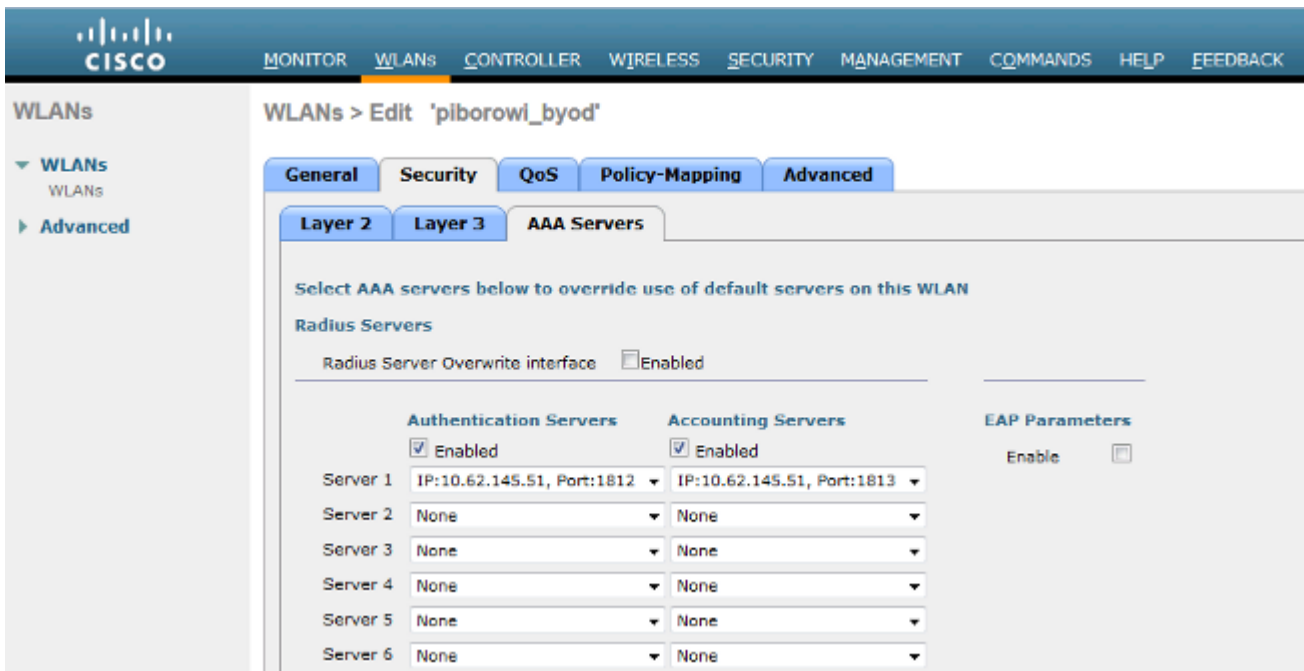 CISCO
MONITOR WLANs CONTROLLER WIRELESS SECURITY MANAGEMENT COMMANDS HELP FEEDBACK
WLANs
WLANs
WLANs
Advanced
WLANs > Edit 'piborowi_byod'
General Security QoS Policy-Mapping Advanced
Layer 2 Layer 3 AAA Servers
Select AAA servers below to override use of default servers on this WLAN
Radius Servers
Radius Server Overwrite interface Enabled
Authentication Servers Accounting Servers EAP Parameters
Enabled Enabled Enable
Server 1 IP:10.62.145.51, Port:1812 IP:10.62.145.51, Port:1813
Server 2 None None
Server 3 None None
Server 4 None None
Server 5 None None
Server 6 None None